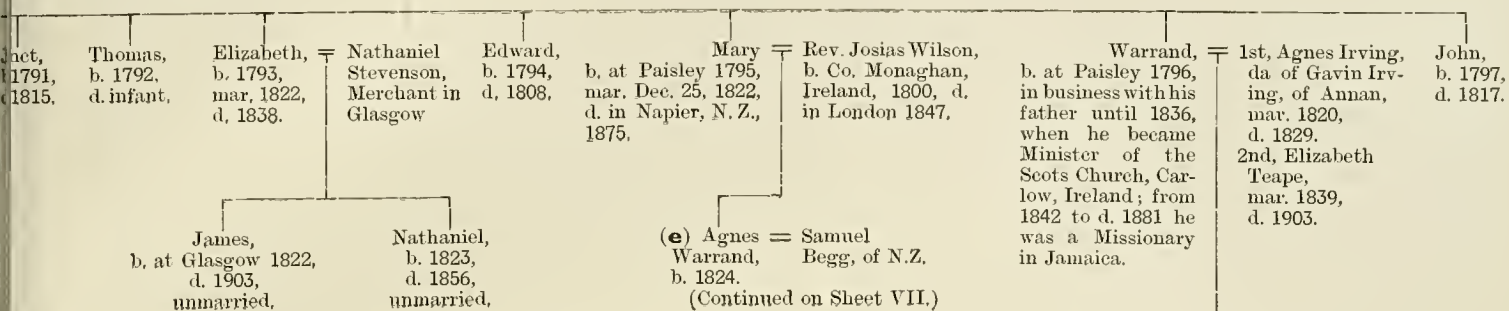 1791,
1815.
Thomas,
b. 1792.
d. infant.
Elizabeth, =
b. 1793,
mar. 1822,
d. 1838.
Nathaniel
Stevenson,
Merchant in
Glasgow
Edward,
b. 1794,
d. 1808.
Mary =
b. at Paisley 1795,
mar. Dec. 25, 1822,
d. in Napier, N.Z.,
1875.
Rev. Josias Wilson,
b. Co. Monaghan,
Ireland, 1800, d.
in London 1847.
Warrand, =
b. at Paisley 1796,
in business with his
father until 1836,
when he became
Minister of the
Scots Church, Car-
low, Ireland; from
1842 to d. 1881 he
was a Missionary
in Jamaica.
1st, Agnes Irving,
da of Gavin Irv-
ing, of Annan,
mar. 1820,
d. 1829.
2nd, Elizabeth
Teape,
mar. 1839,
d. 1903.
John,
b. 1797,
d. 1817.
James,
b. at Glasgow 1822,
d. 1903,
unmarried.
Nathaniel,
b. 1823,
d. 1856,
unmarried.
(e) Agnes =
Warrand,
b. 1824.
Samuel
Begg, of N.Z.
(Continued on Sheet VII.)